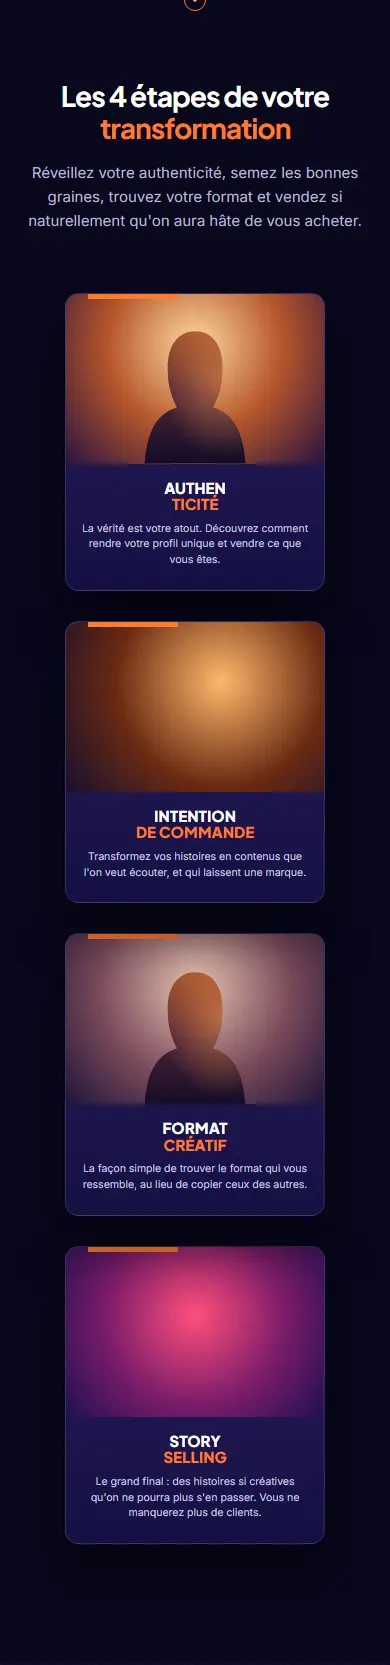 Les 4 étapes de votre
transformation
Réveillez votre authenticité, semez les bonnes
graines, trouvez votre format et vendez si
naturellement qu'on aura hâte de vous acheter.
AUTHEN
TICITÉ
La vérité est votre atout. Découvrez comment
rendre votre profil unique et vendre ce que
vous êtes.
INTENTION
DE COMMANDE
Transformez vos histoires en contenus que
l'on veut écouter, et qui laissent une marque.
FORMAT
CRÉATIF
La façon simple de trouver le format qui vous
ressemble, au lieu de copier ceux des autres.
STORY
SELLING
Le grand final : des histoires si créatives
qu'on ne pourra plus s'en passer. Vous ne
manquerez plus de clients.